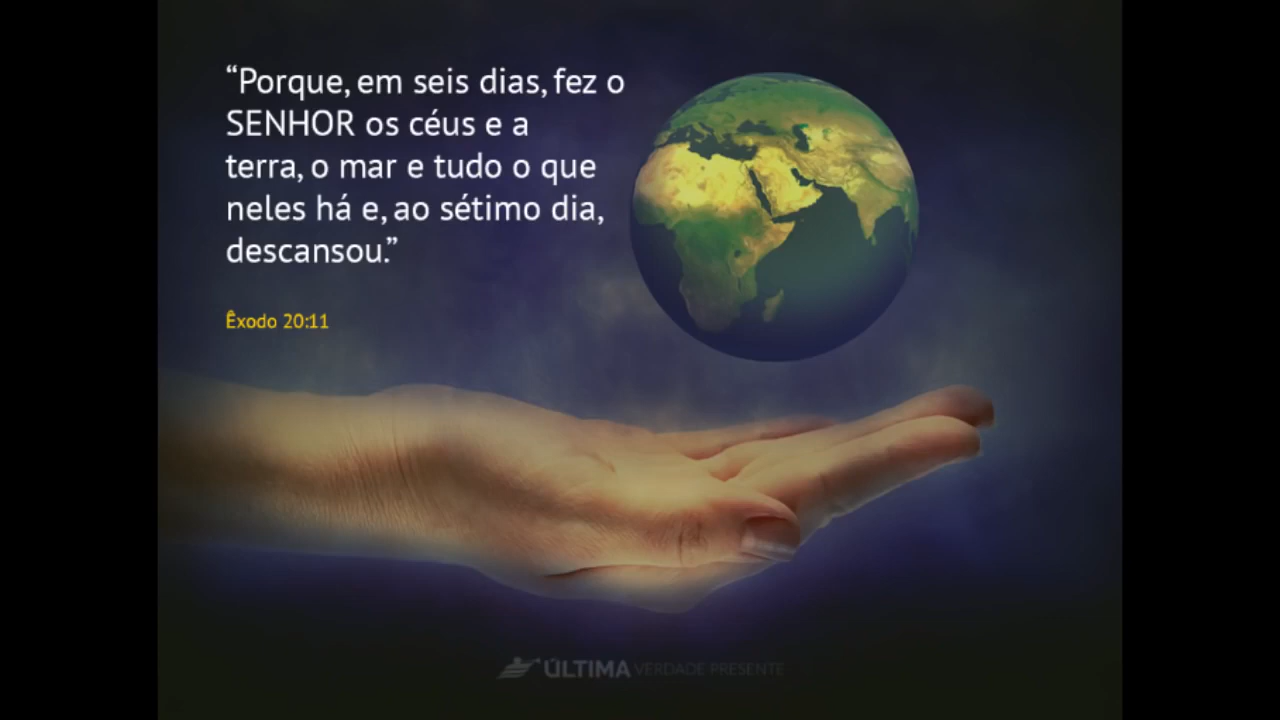 “Porque, em seis dias, fez o
SENHOR os céus e a
terra, o mar e tudo o que
neles há e, ao sétimo dia,
descansou.”
Êxodo 20:11
ÚLTIMA VERDADE PRESENTE